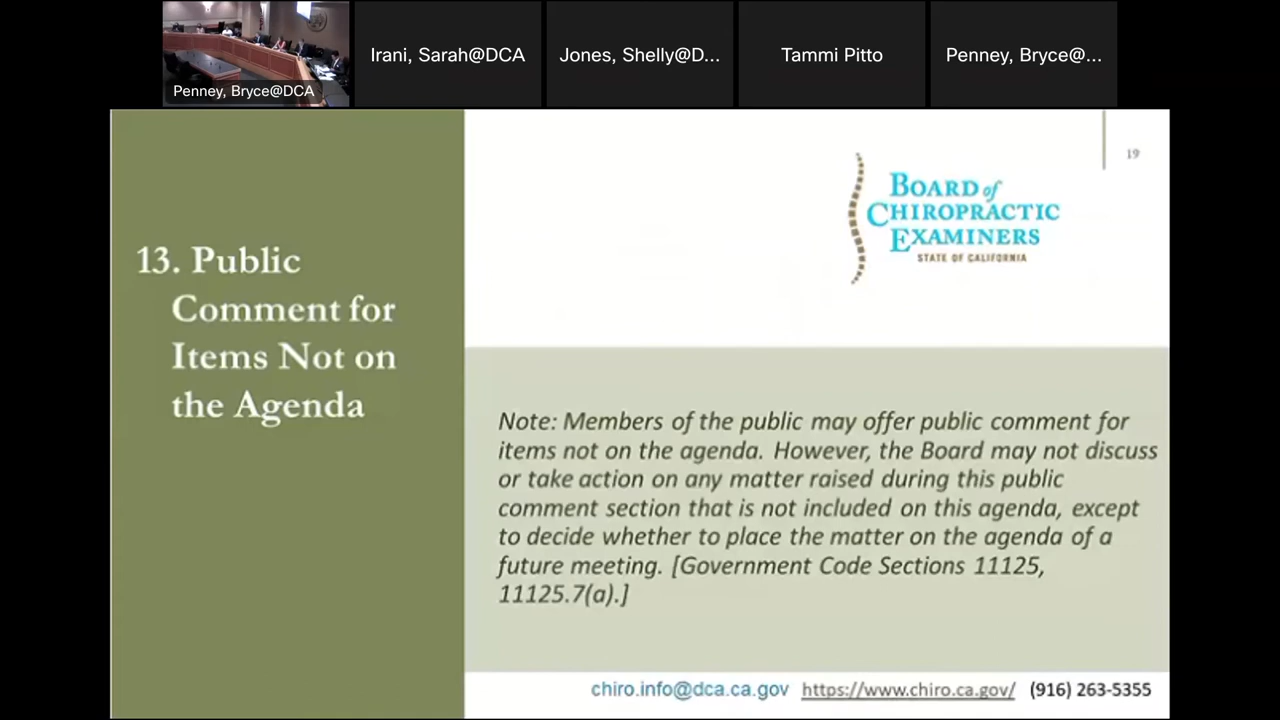 Penney, Bryce@DCA
Irani, Sarah@DCA
Jones, Shelly@D...
Tammi Pitto
Penney, Bryce@...
19
BOARD of
CHIROPRACTIC
EXAMINERS
STATE OF CALIFORNIA
13. Public
Comment for
Items Not on
the Agenda
Note: Members of the public may offer public comment for
items not on the agenda. However, the Board may not discuss
or take action on any matter raised during this public
comment section that is not included on this agenda, except
to decide whether to place the matter on the agenda of a
future meeting. [Government Code Sections 11125,
11125.7(a).]
chiro.info@dca.ca.gov https://www.chiro.ca.gov/ (916) 263-5355